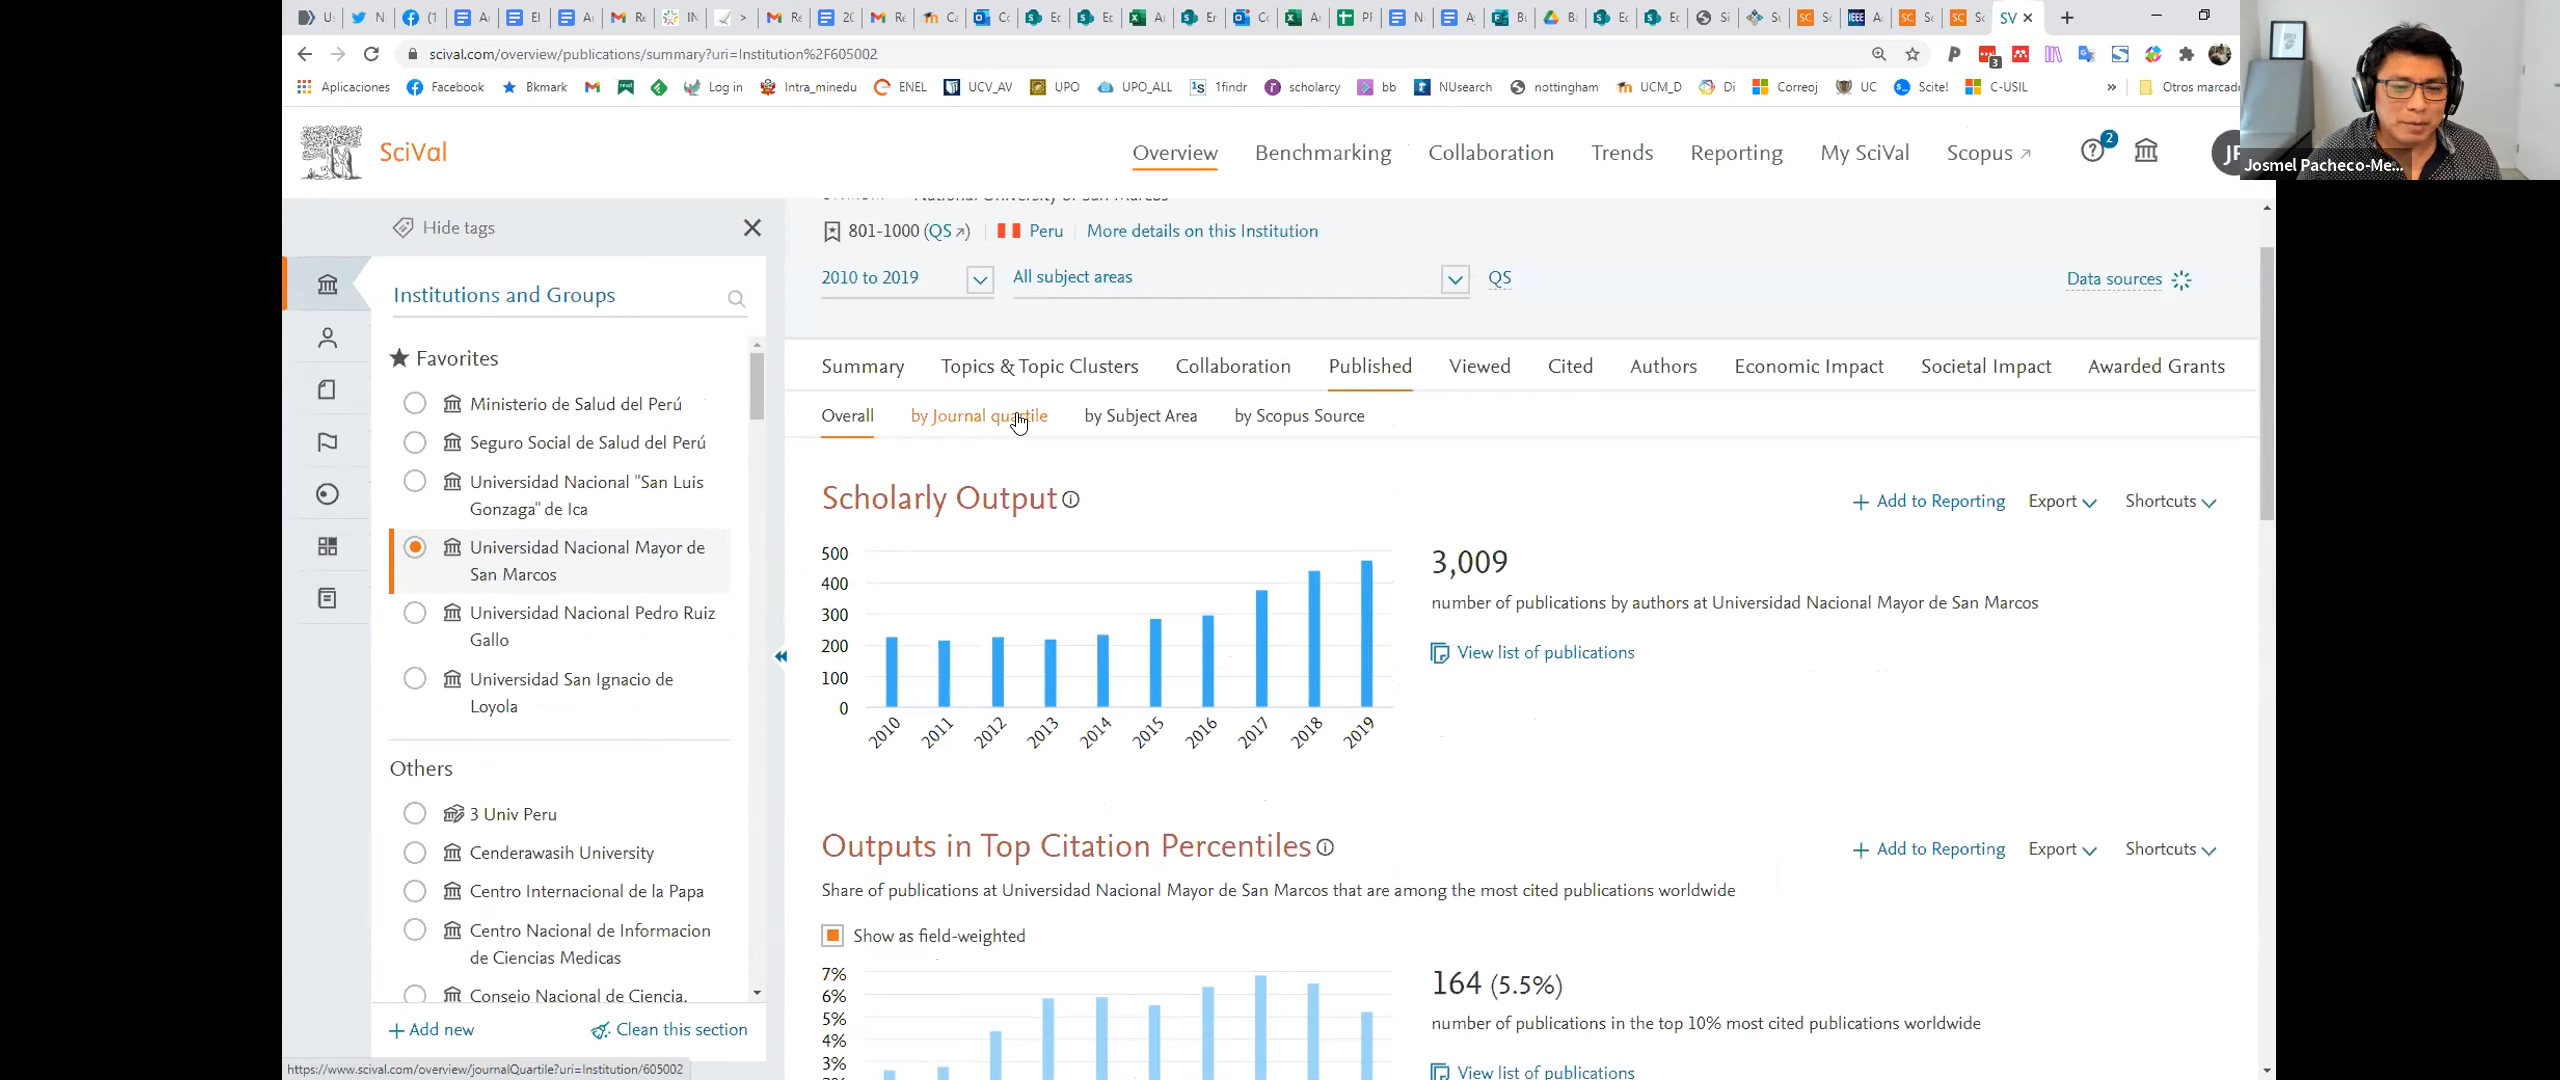 scival.com/overview/publications/summary?uri=Institution%2F605002
Aplicaciones Facebook Bkmark Log in Intra_minedu ENEL UCV_AV UPO UPO_ALL 1findr scholarcy bb NUsearch nottingham UCM_D Di Correoj UC Scite! C-USIL » Otros marcado
SciVal
Overview Benchmarking Collaboration Trends Reporting My SciVal Scopus
2
3
Josmel Pacheco-Me...
Hide tags
Institutions and Groups
Favorites
Ministerio de Salud del Perú
Seguro Social de Salud del Perú
Universidad Nacional "San Luis
Gonzaga" de Ica
Universidad Nacional Mayor de
San Marcos
Universidad Nacional Pedro Ruiz
Gallo
Universidad San Ignacio de
Loyola
Others
3 Univ Peru
Cenderawasih University
Centro Internacional de la Papa
Centro Nacional de Informacion
de Ciencias Medicas
Consejo Nacional de Ciencia,
+ Add new Clean this section
https://www.scival.com/overview/journalQuartile?uri=Institution/605002
National University of San Marcos
801-1000 (QS) Peru More details on this Institution
2010 to 2019 All subject areas QS Data sources
Summary Topics & Topic Clusters Collaboration Published Viewed Cited Authors Economic Impact Societal Impact Awarded Grants
Overall by Journal quartile by Subject Area by Scopus Source
Scholarly Output
+ Add to Reporting Export Shortcuts
500
400
300
200
100
0
2010 2011 2012 2013 2014 2015 2016 2017 2018 2019
3,009
number of publications by authors at Universidad Nacional Mayor de San Marcos
View list of publications
Outputs in Top Citation Percentiles
+ Add to Reporting Export Shortcuts
Share of publications at Universidad Nacional Mayor de San Marcos that are among the most cited publications worldwide
Show as field-weighted
7%
6%
5%
4%
3%
164 (5.5%)
number of publications in the top 10% most cited publications worldwide
View list of publications